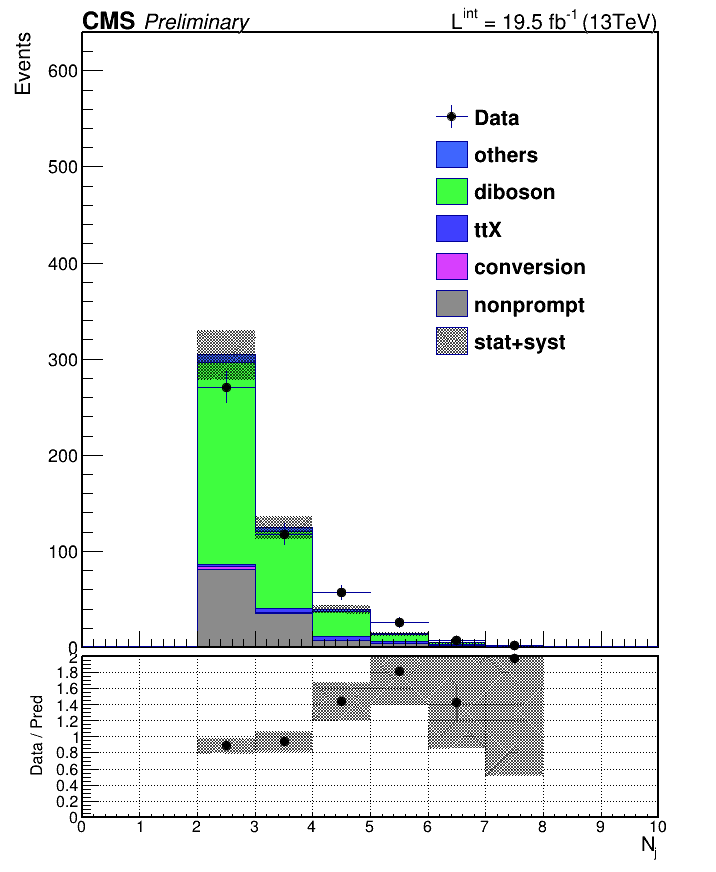 CMS Preliminary L^int = 19.5 fb^-1 (13TeV)
Events
600
500
400
300
200
100
0
Data
others
diboson
ttX
conversion
nonprompt
stat+syst
Data / Pred
2
1.8
1.6
1.4
1.2
1
0.8
0.6
0.4
0.2
0
0 1 2 3 4 5 6 7 8 9 10
N_j